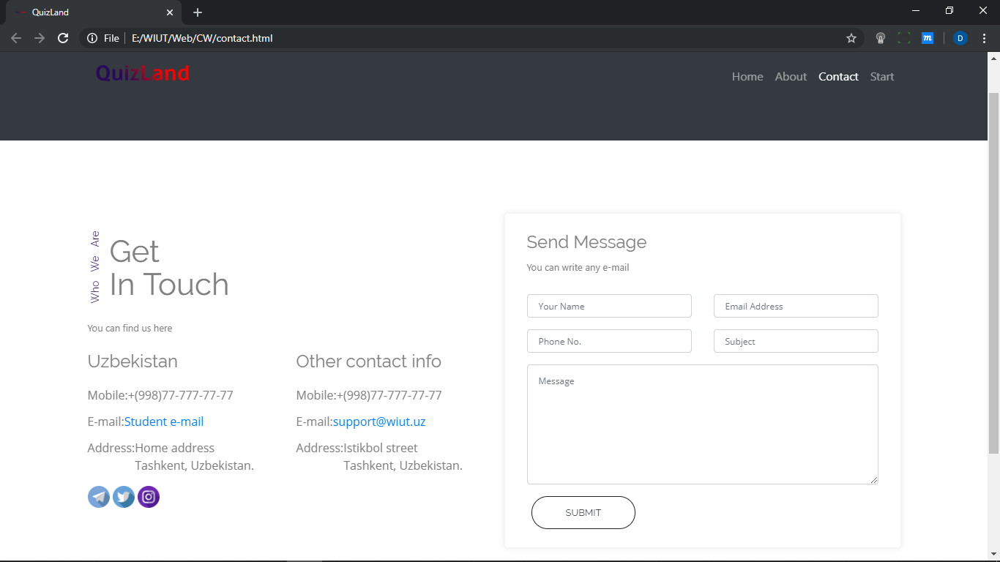 QuizLand
File E:/WIUT/Web/CW/contact.html
m
D
QuizLand
Home About Contact Start
Who We Are
Get
In Touch
You can find us here
Uzbekistan
Mobile:+(998)77-777-77-77
E-mail:Student e-mail
Address:Home address
Tashkent, Uzbekistan.
Other contact info
Mobile:+(998)77-777-77-77
E-mail:support@wiut.uz
Address:Istikbol street
Tashkent, Uzbekistan.
Send Message
You can write any e-mail
Your Name
Email Address
Phone No.
Subject
Message
SUBMIT